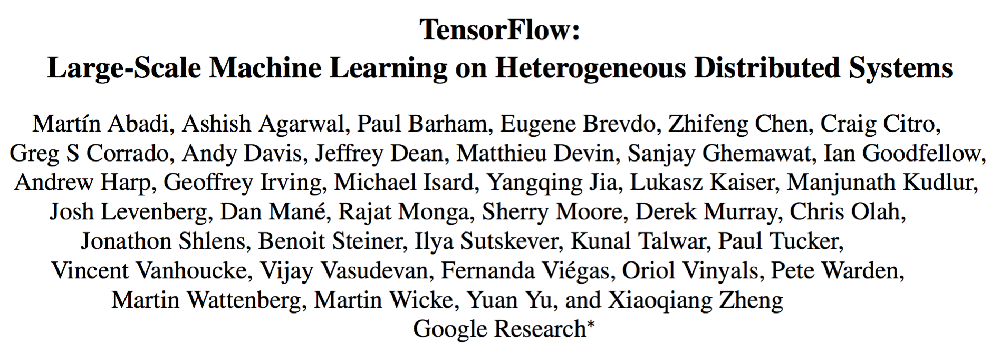 TensorFlow:
Large-Scale Machine Learning on Heterogeneous Distributed Systems
Martín Abadi, Ashish Agarwal, Paul Barham, Eugene Brevdo, Zhifeng Chen, Craig Citro,
Greg S Corrado, Andy Davis, Jeffrey Dean, Matthieu Devin, Sanjay Ghemawat, Ian Goodfellow,
Andrew Harp, Geoffrey Irving, Michael Isard, Yangqing Jia, Lukasz Kaiser, Manjunath Kudlur,
Josh Levenberg, Dan Mané, Rajat Monga, Sherry Moore, Derek Murray, Chris Olah,
Jonathon Shlens, Benoit Steiner, Ilya Sutskever, Kunal Talwar, Paul Tucker,
Vincent Vanhoucke, Vijay Vasudevan, Fernanda Viégas, Oriol Vinyals, Pete Warden,
Martin Wattenberg, Martin Wicke, Yuan Yu, and Xiaoqiang Zheng
Google Research*